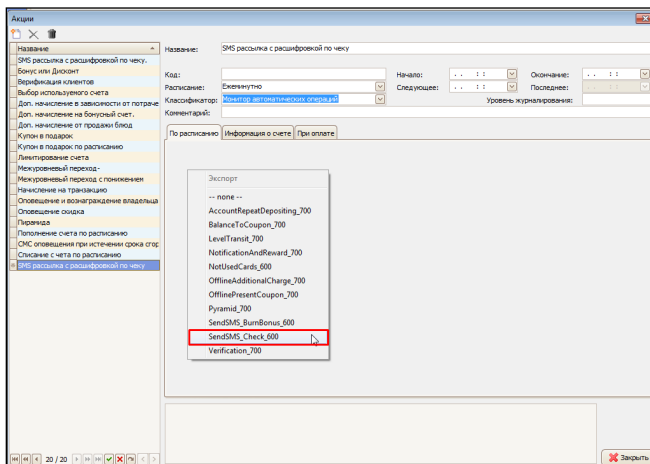 Акции
Название
SMS рассылка с расшифровкой по чеку.
Бонус или Дисконт
Верификация клиентов
Выбор используемого счета
Доп. начисление в зависимости от потраче
Доп. начисление на бонусный счет.
Доп. начисление от продажи блюд
Купон в подарок
Купон в подарок по расписанию
Лимитирование счета
Межуровневый переход-
Межуровневый переход с понижением
Начисление на транзакцию
Оповещение и вознаграждение владельца
Оповещение скидка
Пирамида
Пополнение счета по расписанию
СМС оповещения при истечении срока сгор
Списание с чета по расписанию
SMS рассылка с расшифровкой по чеку
20 / 20
Название: SMS рассылка с расшифровкой по чеку
Код: Начало: . . : : Окончание: . . : :
Расписание: Ежеминутно Следующее: . . : : Последнее: . . : :
Классификатор: Монитор автоматических операций Уровень журналирования:
Комментарий:
По расписанию Информация о счете При оплате
Экспорт
-- none --
AccountRepeatDepositing_700
BalanceToCoupon_700
LevelTransit_700
NotificationAndReward_700
NotUsedCards_600
OfflineAdditionalCharge_700
OfflinePresentCoupon_700
Pyramid_700
SendSMS_BurnBonus_600
SendSMS_Check_600
Verification_700
Закрыть